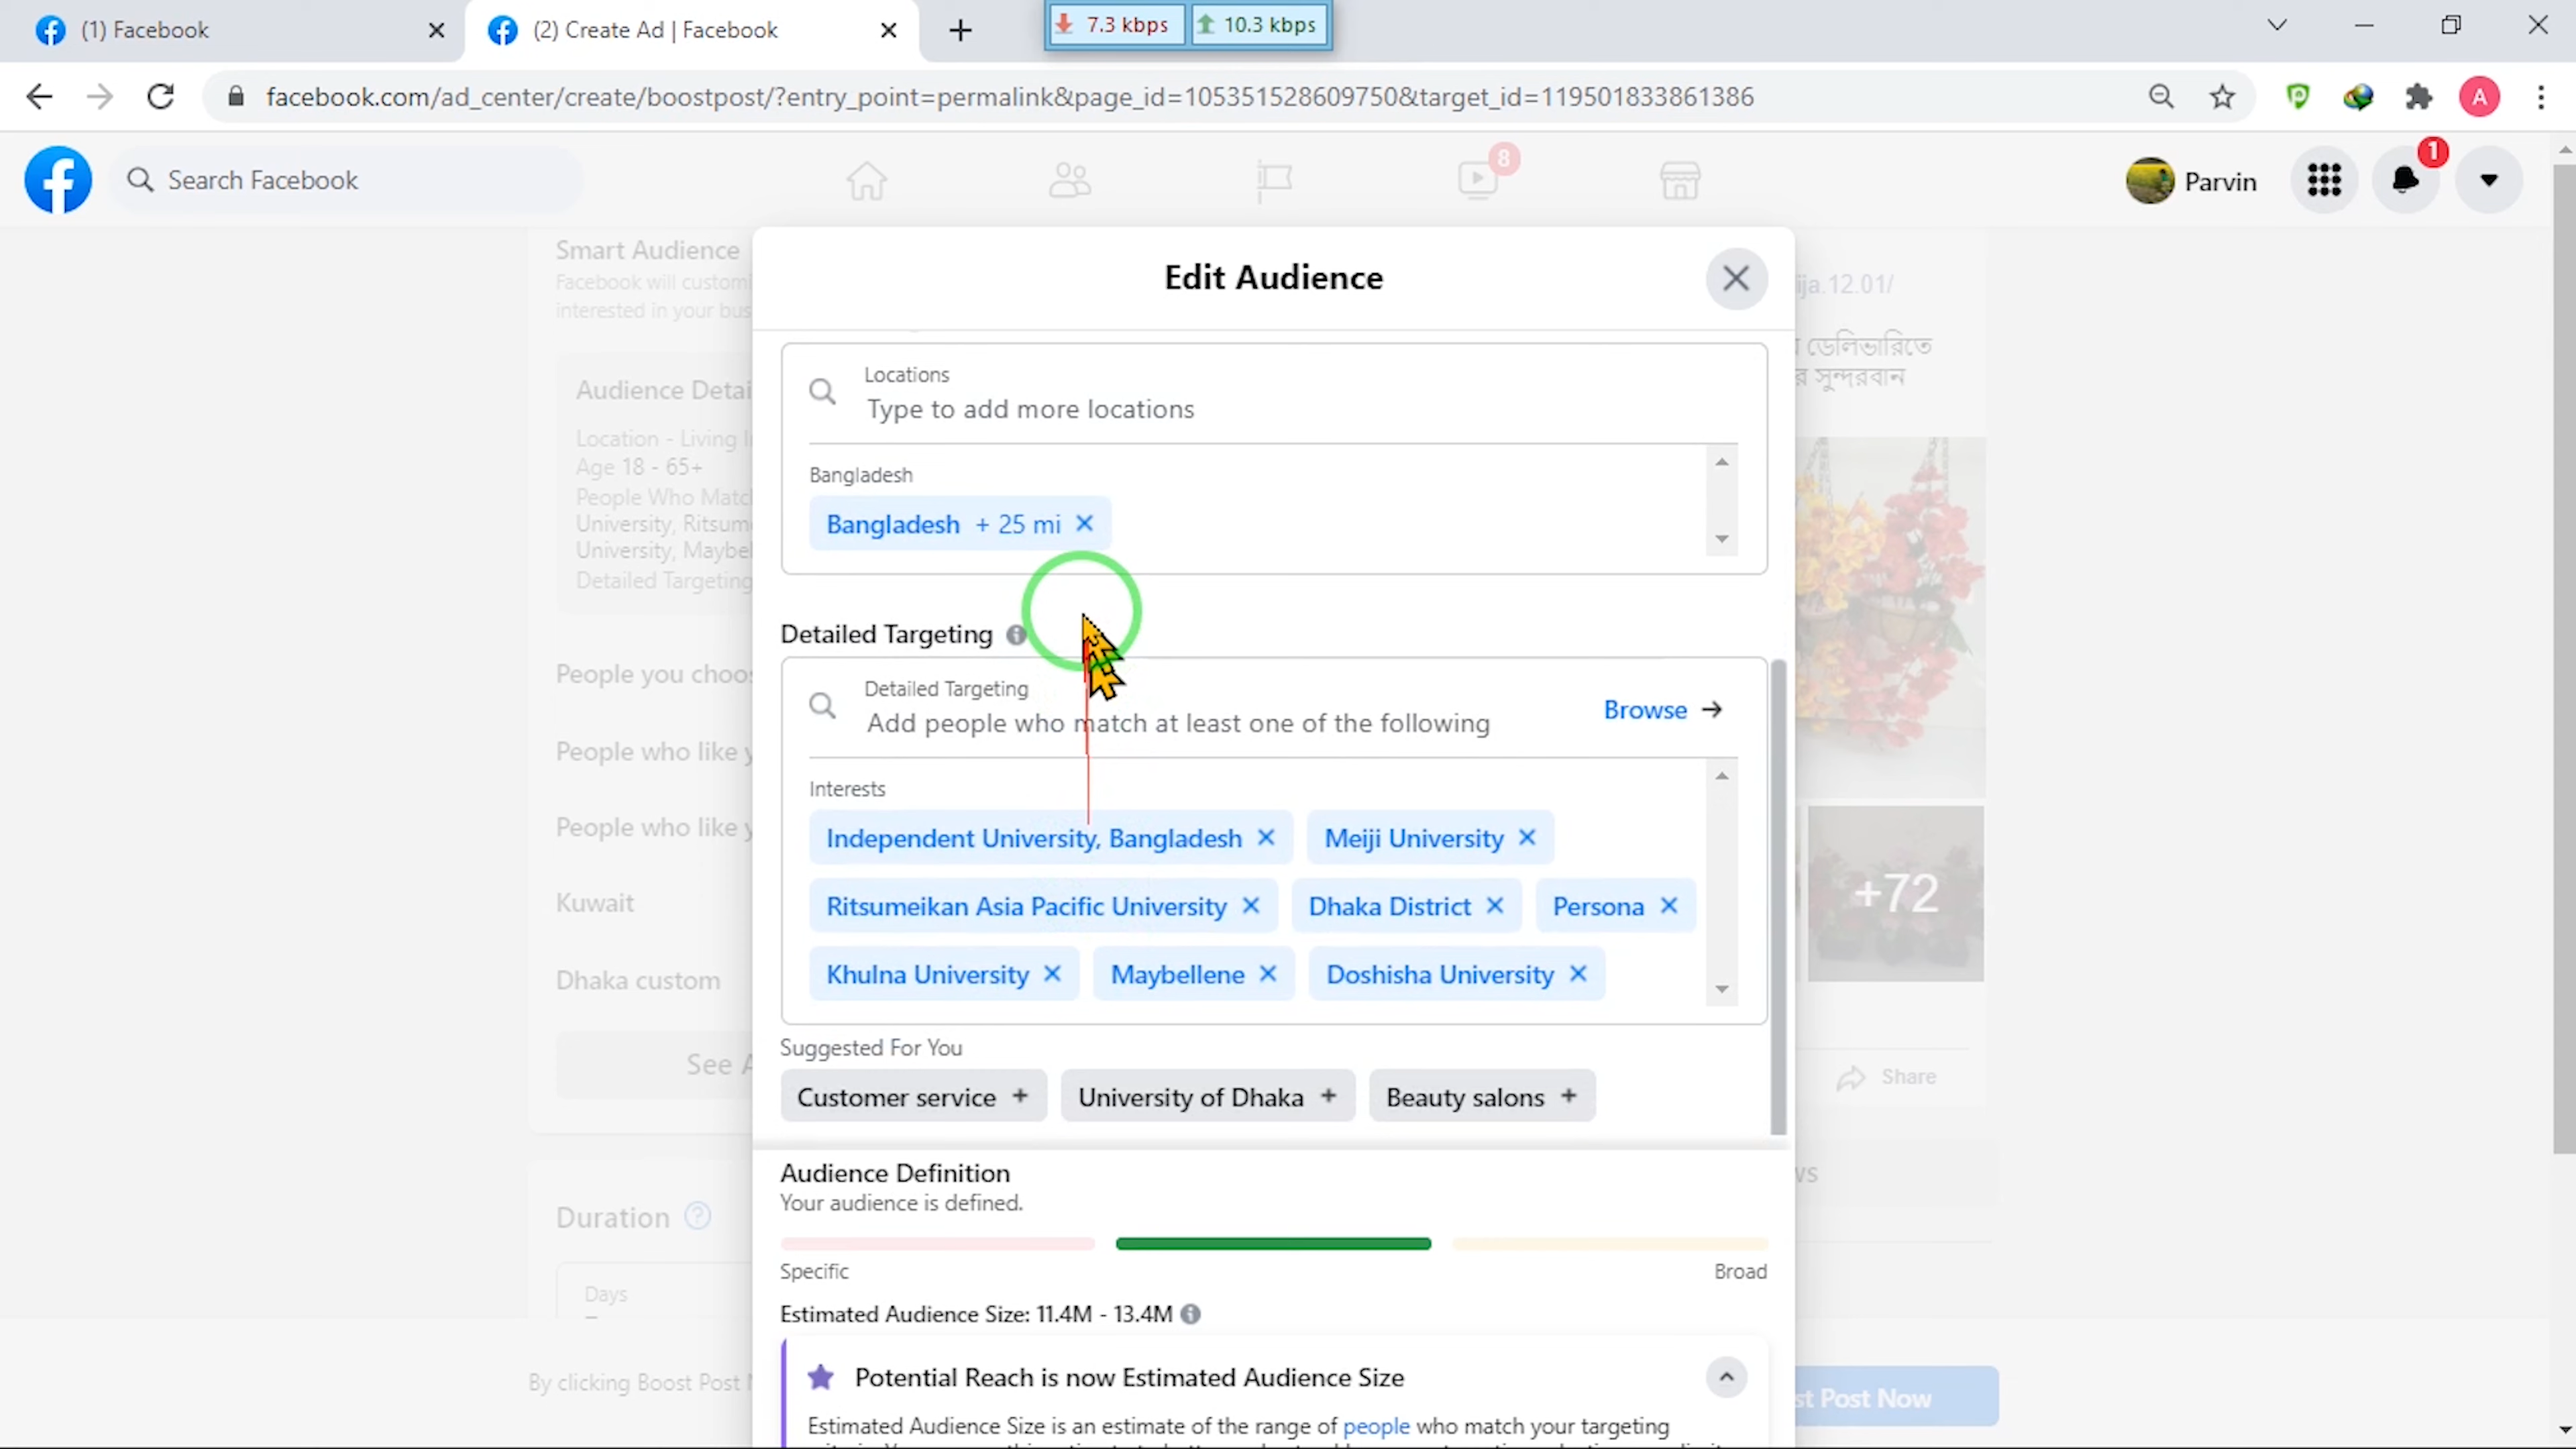 (1) Facebook
(2) Create Ad | Facebook
7.3 kbps
10.3 kbps
facebook.com/ad_center/create/boostpost/?entry_point=permalink&page_id=105351528609750&target_id=119501833861386
A
Search Facebook
8
Parvin
1
Smart Audience
Facebook will customi
interested in your bus
Edit Audience
ija.12.01/
ডেলিভারিতে
র সুন্দরবান
Audience Detai
Location - Living I
Age 18 - 65+
People Who Matc
University, Ritsum
University, Maybel
Detailed Targeting
Locations
Type to add more locations
Bangladesh
Bangladesh + 25 mi
Detailed Targeting
Detailed Targeting
Add people who match at least one of the following
Browse
People you choos
People who like y
People who like y
Kuwait
Dhaka custom
See A
Interests
Independent University, Bangladesh
Meiji University
Ritsumeikan Asia Pacific University
Dhaka District
Persona
Khulna University
Maybellene
Doshisha University
+72
Share
Suggested For You
Customer service +
University of Dhaka +
Beauty salons +
Audience Definition
Your audience is defined.
Specific
Broad
Estimated Audience Size: 11.4M - 13.4M
Duration
Days
Potential Reach is now Estimated Audience Size
Estimated Audience Size is an estimate of the range of people who match your targeting
By clicking Boost Post
st Post Now